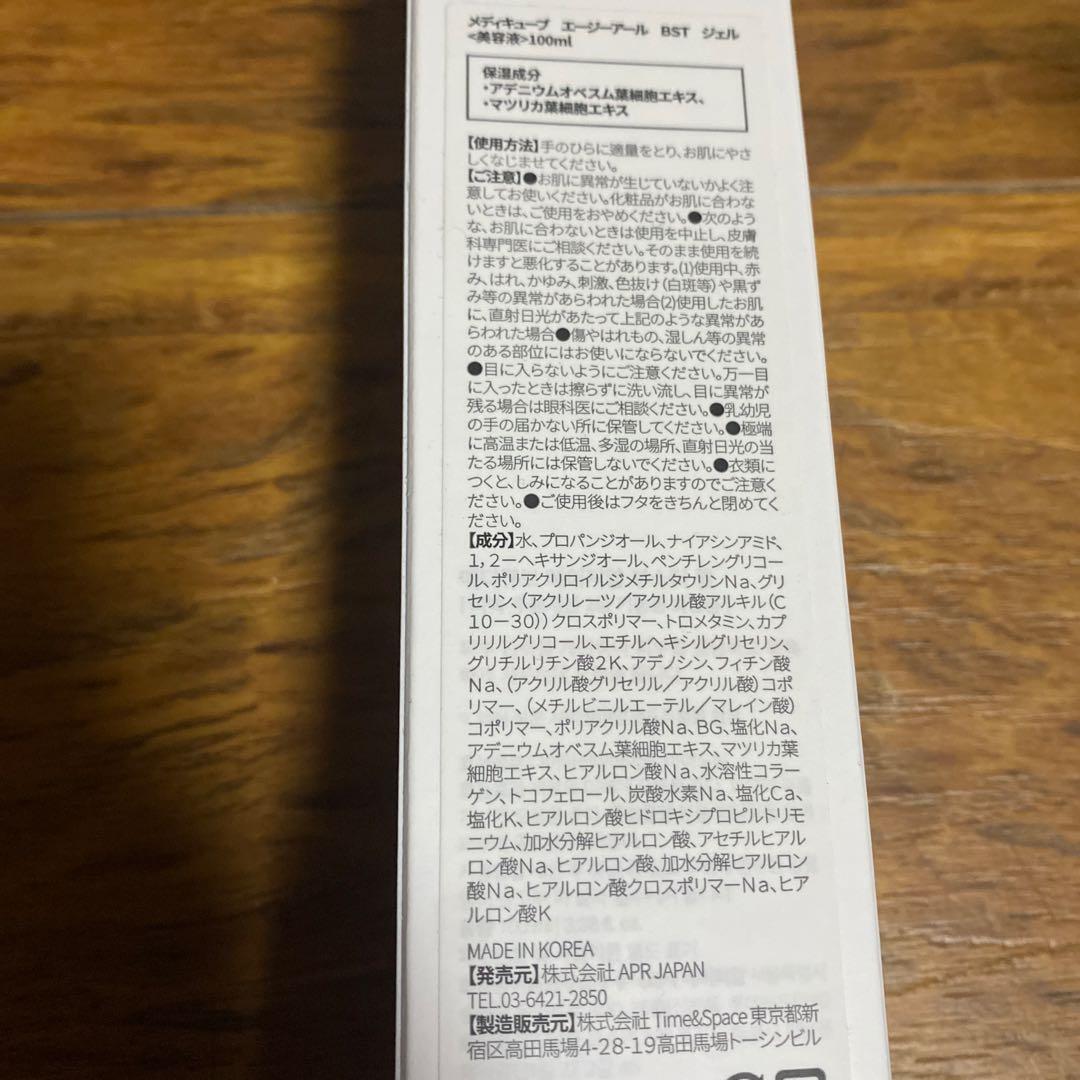 メディキューブ エージーアール BST ジェル
<美容液>100ml
保湿成分
・アデニウムオベスム葉細胞エキス、
・マツリカ葉細胞エキス
【使用方法】手のひらに適量をとり、お肌にやさ
しくなじませてください。
【ご注意】●お肌に異常が生じていないかよく注
意してお使いください。化粧品がお肌に合わな
いときは、ご使用をおやめください。●次のよう
な、お肌に合わないときは使用を中止し、皮膚
科専門医にご相談ください。そのまま使用を続
けますと悪化することがあります。(1)使用中、赤
み、はれ、かゆみ、刺激、色抜け(白斑等)や黒ず
み等の異常があらわれた場合(2)使用したお肌
に、直射日光があたって上記のような異常があ
らわれた場合●傷やはれもの、湿しん等の異常
のある部位にはお使いにならないでください。
●目に入らないようにご注意ください。万一目
に入ったときは擦らずに洗い流し、目に異常が
残る場合は眼科医にご相談ください。●乳幼児
の手の届かない所に保管してください。●極端
に高温または低温、多湿の場所、直射日光の当
たる場所には保管しないでください。●衣類に
つくと、しみになることがありますのでご注意く
ださい。●ご使用後はフタをきちんと閉めてく
ださい。
【成分】水、プロパンジオール、ナイアシンアミド、
1,2-ヘキサンジオール、ペンチレングリコー
ル、ポリアクリロイルジメチルタウリンNa、グリ
セリン、(アクリレーツ/アクリル酸アルキル(C
10-30))クロスポリマー、トロメタミン、カプ
リリルグリコール、エチルヘキシルグリセリン、
グリチルリチン酸2K、アデノシン、フィチン酸
Na、(アクリル酸グリセリル/アクリル酸)コポ
リマー、(メチルビニルエーテル/マレイン酸)
コポリマー、ポリアクリル酸Na、BG、塩化Na、
アデニウムオベスム葉細胞エキス、マツリカ葉
細胞エキス、ヒアルロン酸Na、水溶性コラー
ゲン、トコフェロール、炭酸水素Na、塩化Ca、
塩化K、ヒアルロン酸ヒドロキシプロピルトリモ
ニウム、加水分解ヒアルロン酸、アセチルヒアル
ロン酸Na、ヒアルロン酸、加水分解ヒアルロン
酸Na、ヒアルロン酸クロスポリマーNa、ヒア
ルロン酸K
MADE IN KOREA
【発売元】株式会社 APR JAPAN
TEL.03-6421-2850
【製造販売元】株式会社 Time&Space 東京都新
宿区高田馬場4-28-19高田馬場トーシンビル